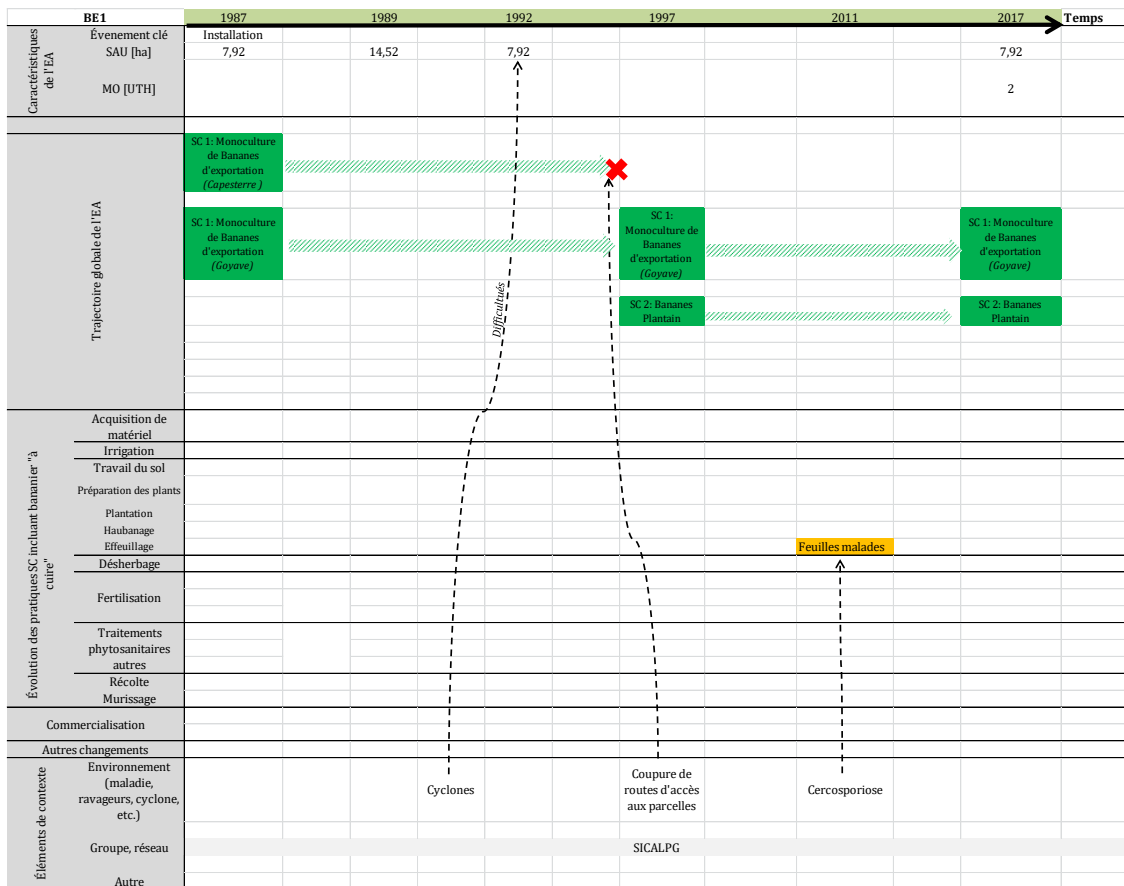 BE1 1987 1989 1992 1997 2011 2017 Temps
Caractéristiques
de l'EA
Évenement clé Installation
SAU [ha] 7,92 14,52 7,92 7,92
MO [UTH] 2
Trajectoire globale de l'EA
SC 1: Monoculture
de Bananes
d'exportation
(Capesterre )
SC 1: Monoculture
de Bananes
d'exportation
(Goyave)
SC 1:
Monoculture de
Bananes
d'exportation
(Goyave)
SC 1: Monoculture
de Bananes
d'exportation
(Goyave)
Difficultués
SC 2: Bananes
Plantain
SC 2: Bananes
Plantain
Évolution des pratiques SC incluant bananier "à
cuire"
Acquisition de
matériel
Irrigation
Travail du sol
Préparation des plants
Plantation
Haubanage
Effeuillage Feuilles malades
Désherbage
Fertilisation
Traitements
phytosanitaires
autres
Récolte
Murissage
Commercialisation
Autres changements
Éléments de contexte
Environnement
(maladie,
ravageurs, cyclone,
etc.)
Cyclones
Coupure de
routes d'accès
aux parcelles
Cercosporiose
Groupe, réseau SICALPG
Autre